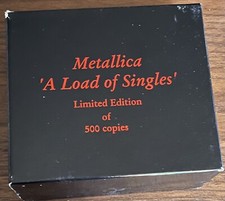 Metallica
'A Load of Singles'
Limited Edition
of
500 copies